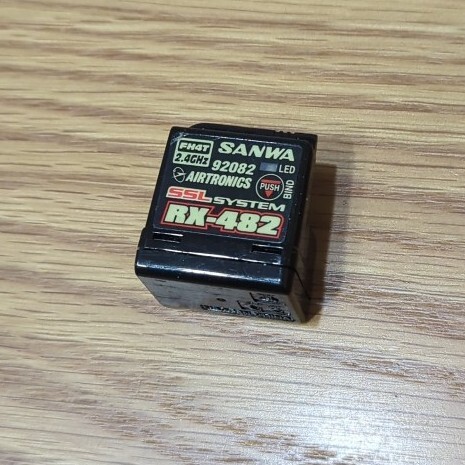 FH4T SANWA
2.4GHz 92082 LED
AIRTRONICS PUSH BIND
SSL SYSTEM
RX-482